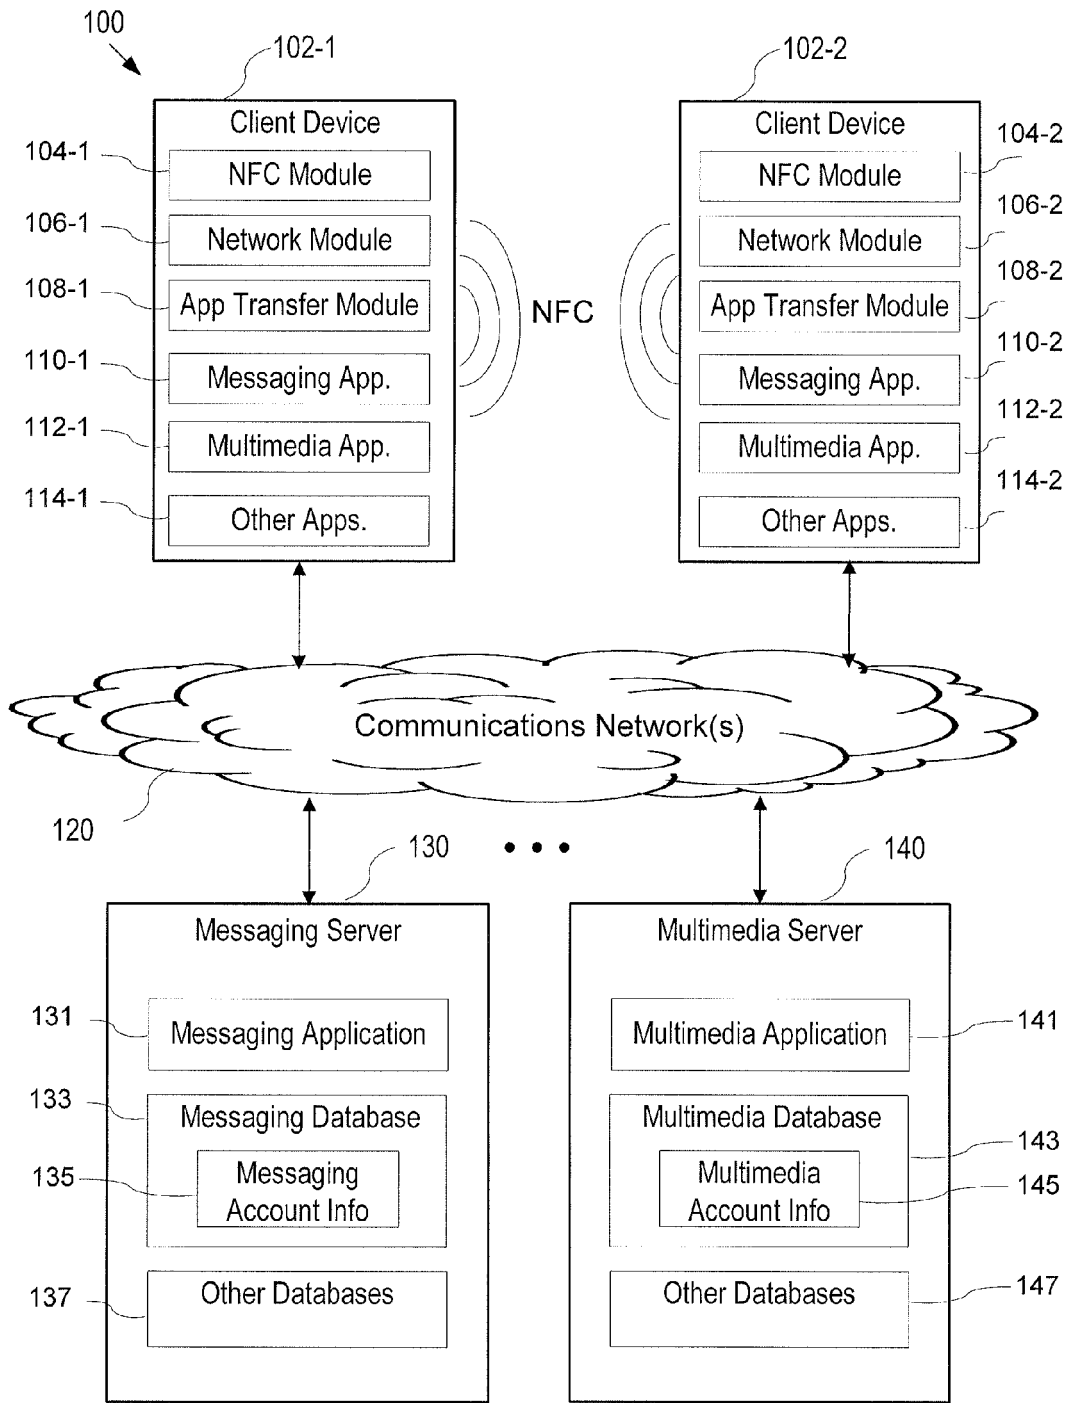 100
102-1
102-2
Client Device
Client Device
104-1
NFC Module
NFC Module
104-2
106-1
Network Module
Network Module
106-2
108-1
App Transfer Module
NFC
App Transfer Module
108-2
110-1
Messaging App.
Messaging App.
110-2
112-1
Multimedia App.
Multimedia App.
112-2
114-1
Other Apps.
Other Apps.
114-2
Communications Network(s)
120
130
140
Messaging Server
Multimedia Server
131
Messaging Application
Multimedia Application
141
133
Messaging Database
Multimedia Database
143
135
Messaging
Account Info
Multimedia
Account Info
145
137
Other Databases
Other Databases
147